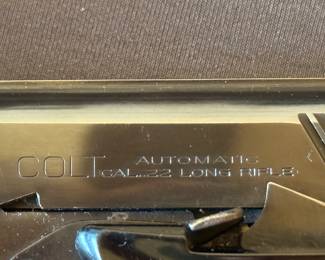 COLT AUTOMATIC
CAL .22 LONG RIFLE